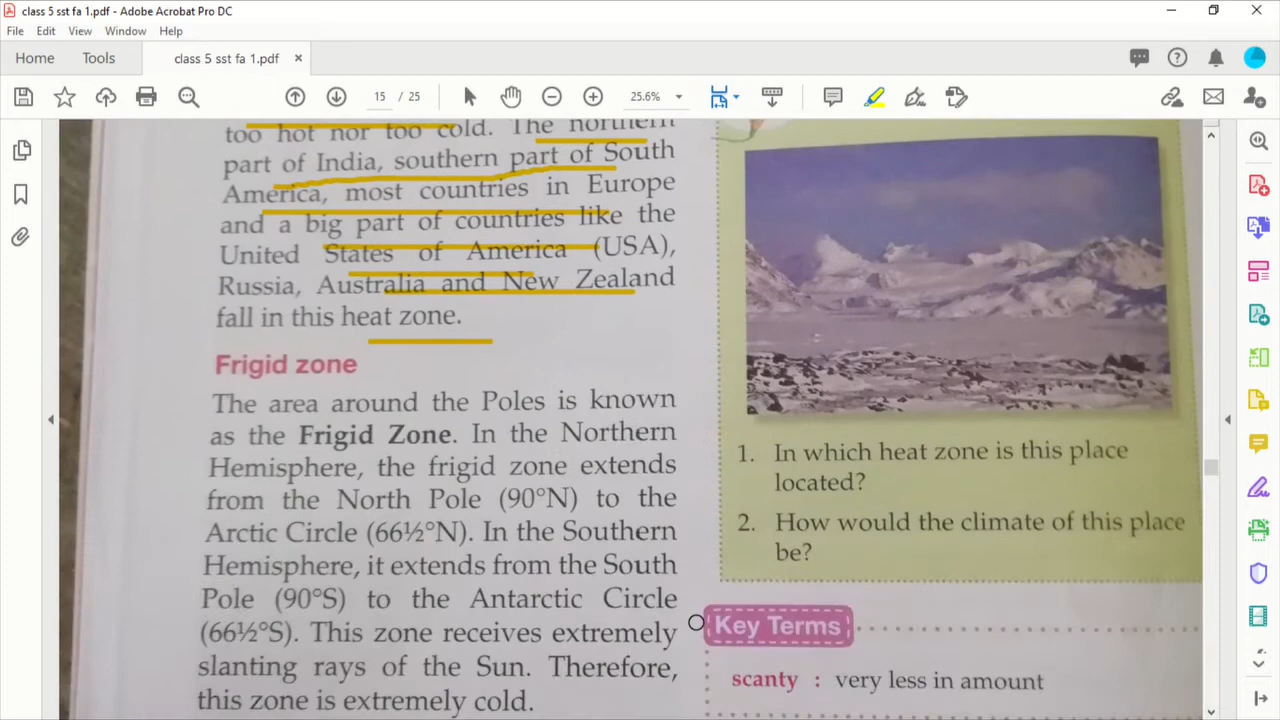 class 5 sst fa 1.pdf - Adobe Acrobat Pro DC
File Edit View Window Help
Home Tools class 5 sst fa 1.pdf ×
15 / 25 25.6%
too hot nor too cold. The northern
part of India, southern part of South
America, most countries in Europe
and a big part of countries like the
United States of America (USA),
Russia, Australia and New Zealand
fall in this heat zone.
Frigid zone
The area around the Poles is known
as the Frigid Zone. In the Northern
Hemisphere, the frigid zone extends
from the North Pole (90°N) to the
Arctic Circle (66½°N). In the Southern
Hemisphere, it extends from the South
Pole (90°S) to the Antarctic Circle
(66½°S). This zone receives extremely
slanting rays of the Sun. Therefore,
this zone is extremely cold.
1. In which heat zone is this place
located?
2. How would the climate of this place
be?
Key Terms
scanty : very less in amount